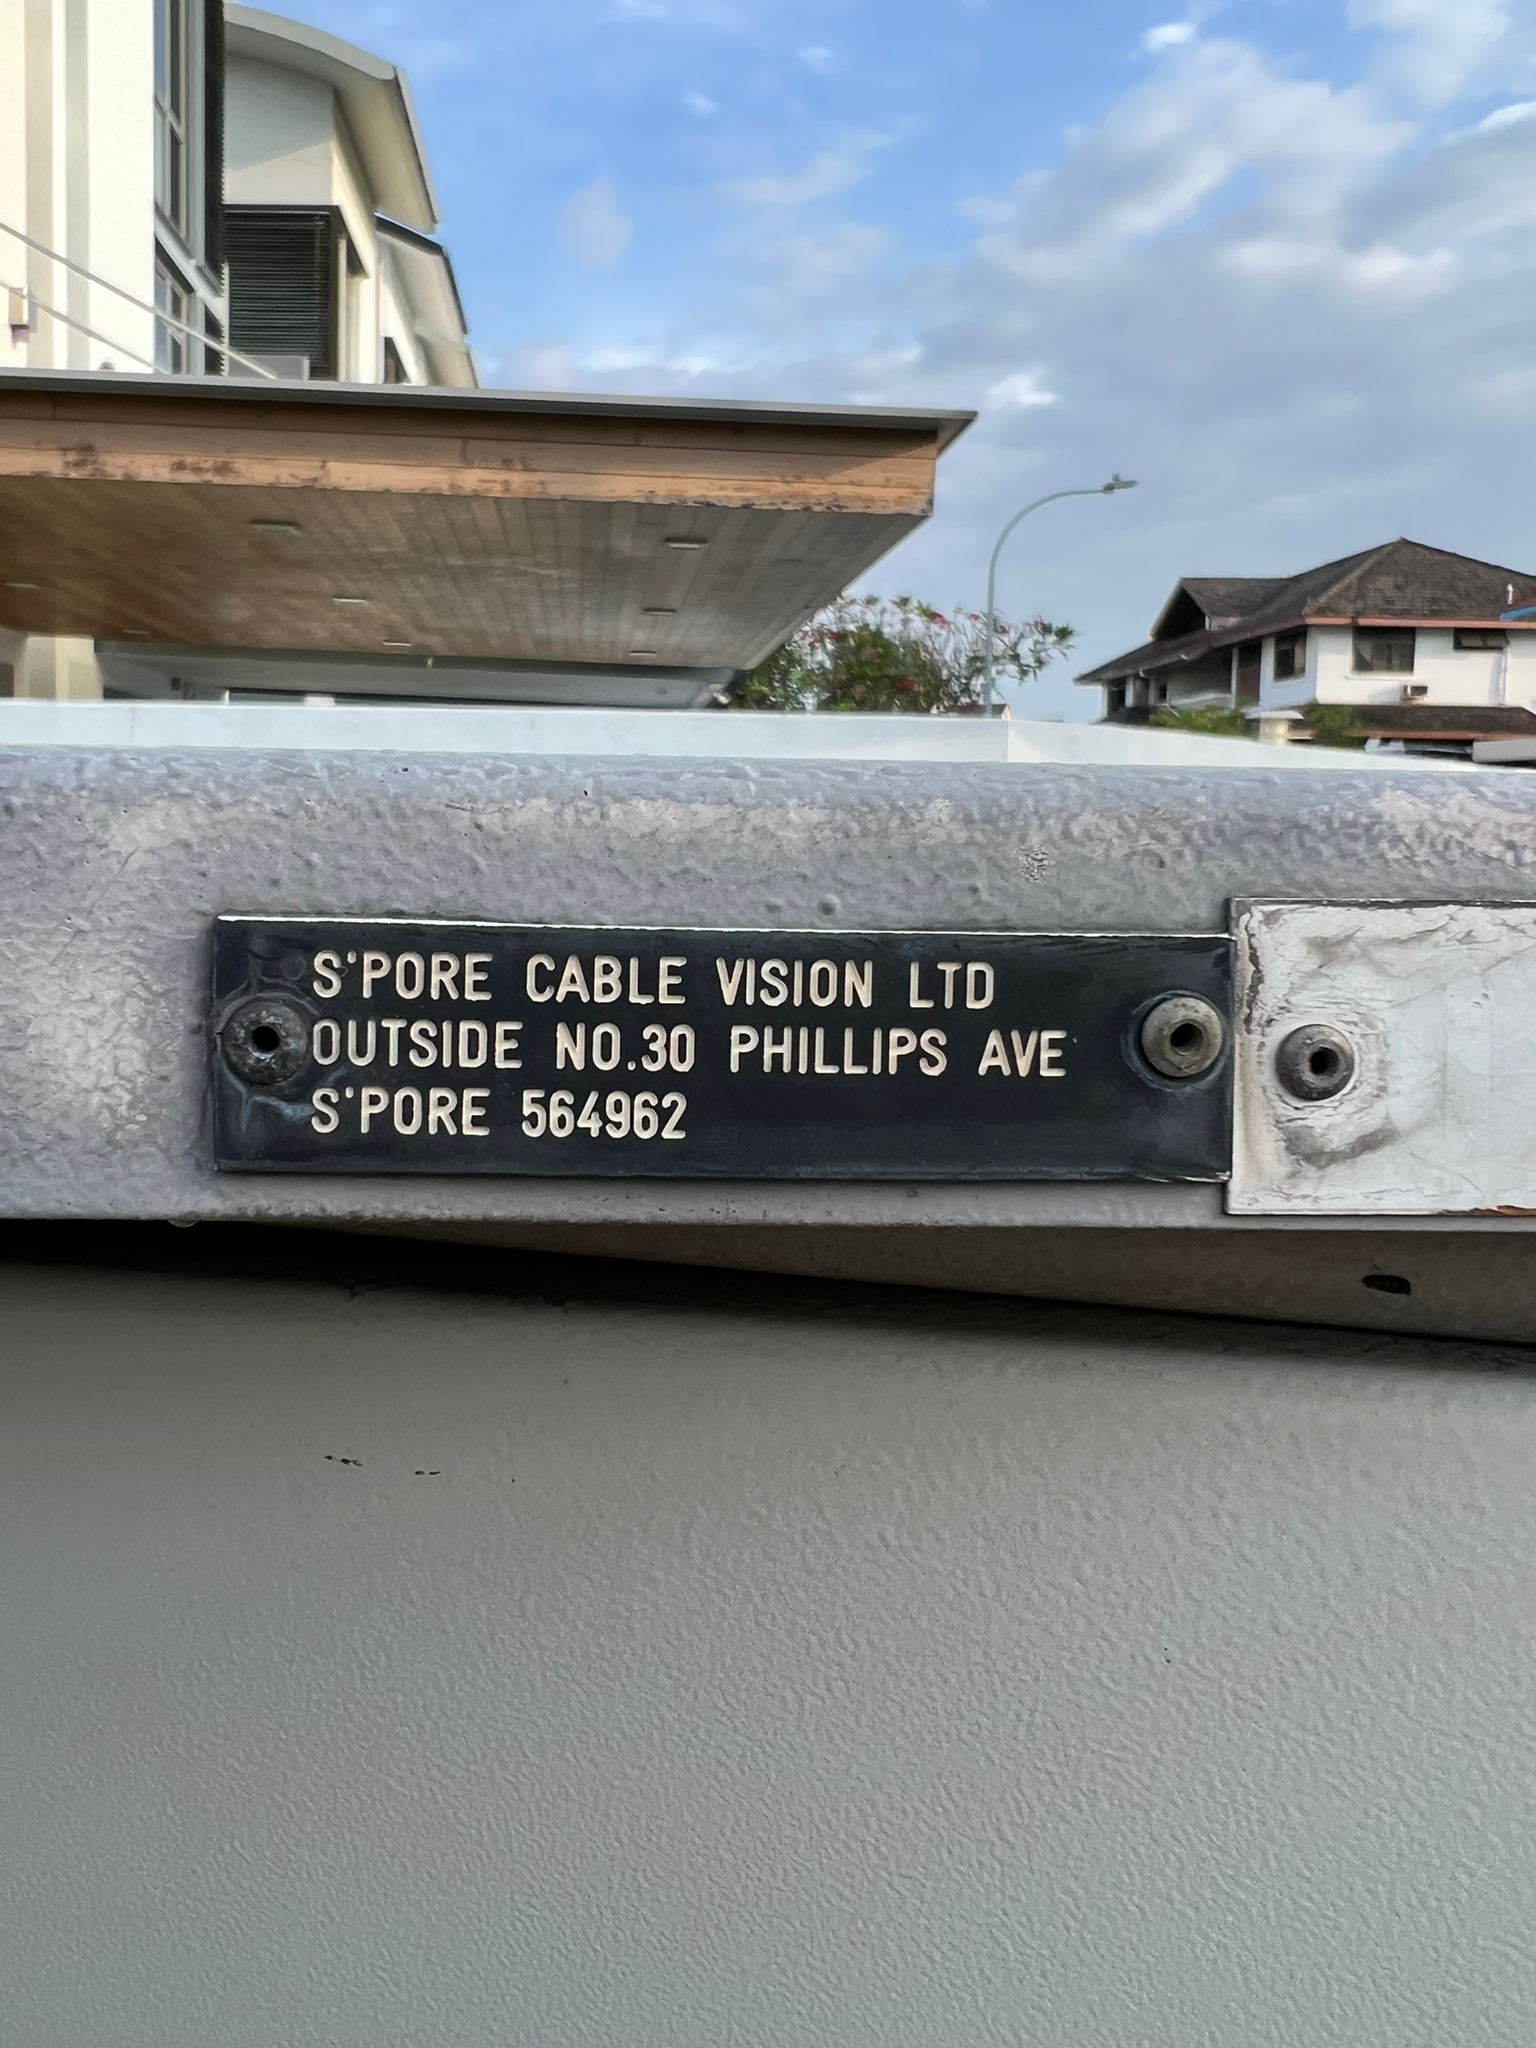 S'PORE CABLE VISION LTD
OUTSIDE NO.30 PHILLIPS AVE
S'PORE 564962